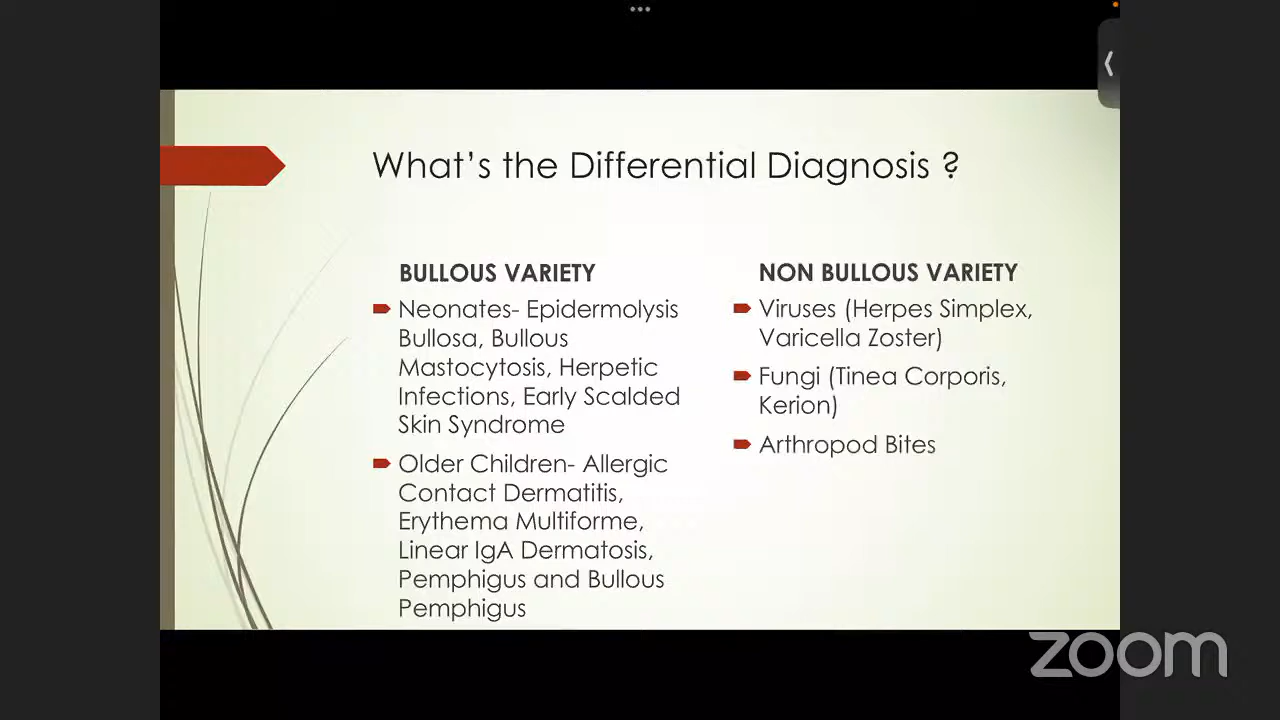 What's the Differential Diagnosis ?
BULLOUS VARIETY
Neonates- Epidermolysis
Bullosa, Bullous
Mastocytosis, Herpetic
Infections, Early Scalded
Skin Syndrome
Older Children- Allergic
Contact Dermatitis,
Erythema Multiforme,
Linear IgA Dermatosis,
Pemphigus and Bullous
Pemphigus
NON BULLOUS VARIETY
Viruses (Herpes Simplex,
Varicella Zoster)
Fungi (Tinea Corporis,
Kerion)
Arthropod Bites
zoom